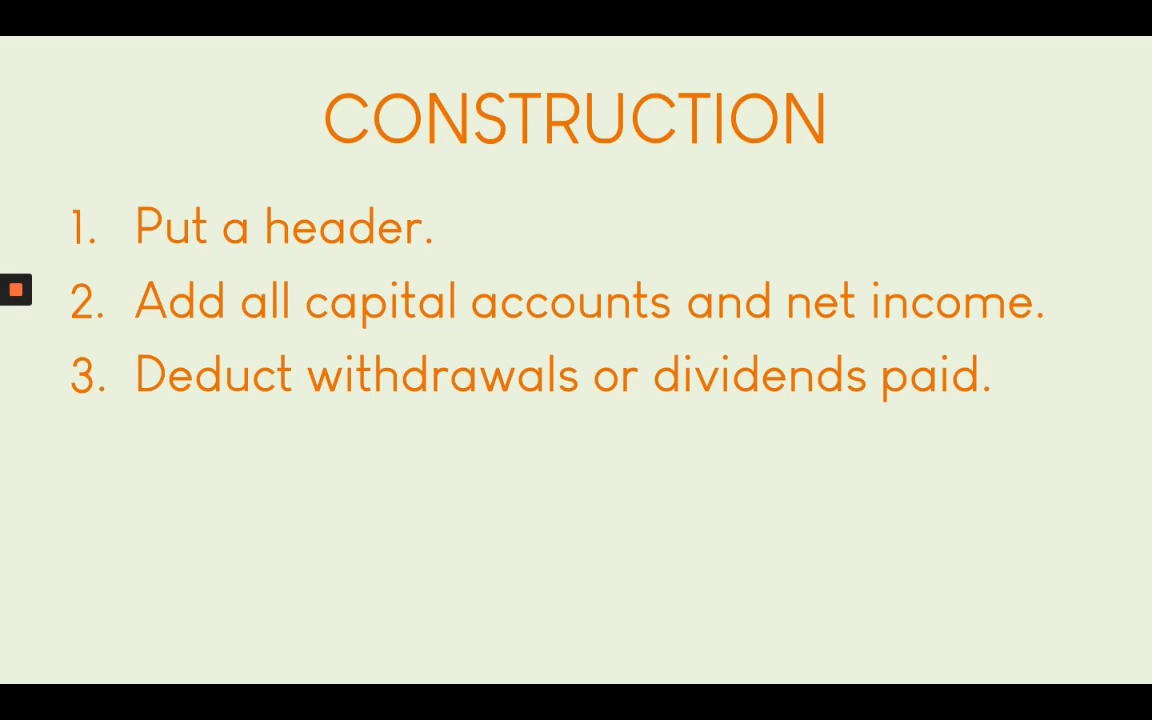 CONSTRUCTION
1. Put a header.
2. Add all capital accounts and net income.
3. Deduct withdrawals or dividends paid.